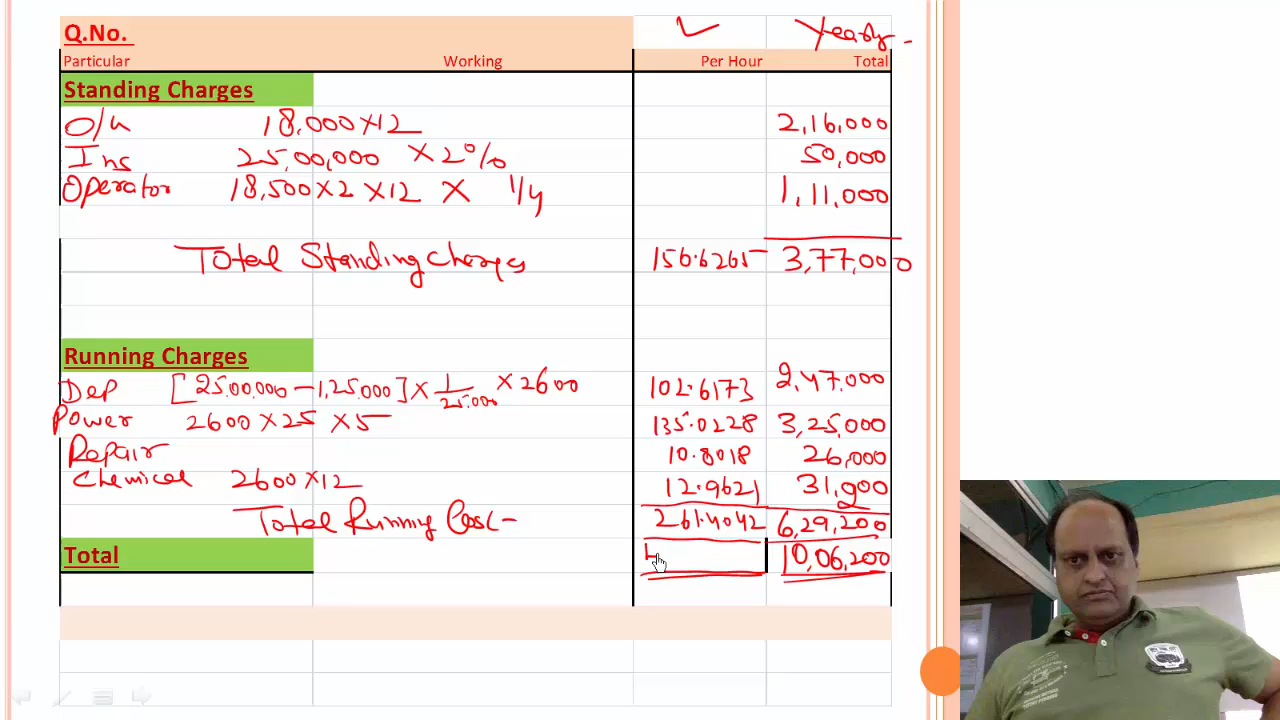 Q.No. Yearly -
Particular Working Per Hour Total
Standing Charges
O/H 18,000 × 12 2,16,000
Ins 25,00,000 × 2% 50,000
Operator 18,500 × 2 × 12 × 1/4 1,11,000
Total Standing Charges 156.6265 3,77,000
Running Charges
Dep [25,00,000 - 1,25,000] × 1/25,000 × 2600 102.6173 2,47,000
Power 2600 × 25 × 5 135.0228 3,25,000
Repair 10.8018 26,000
Chemical 2600 × 12 12.9621 31,200
Total Running Cost 261.4042 6,29,200
Total 10,06,200